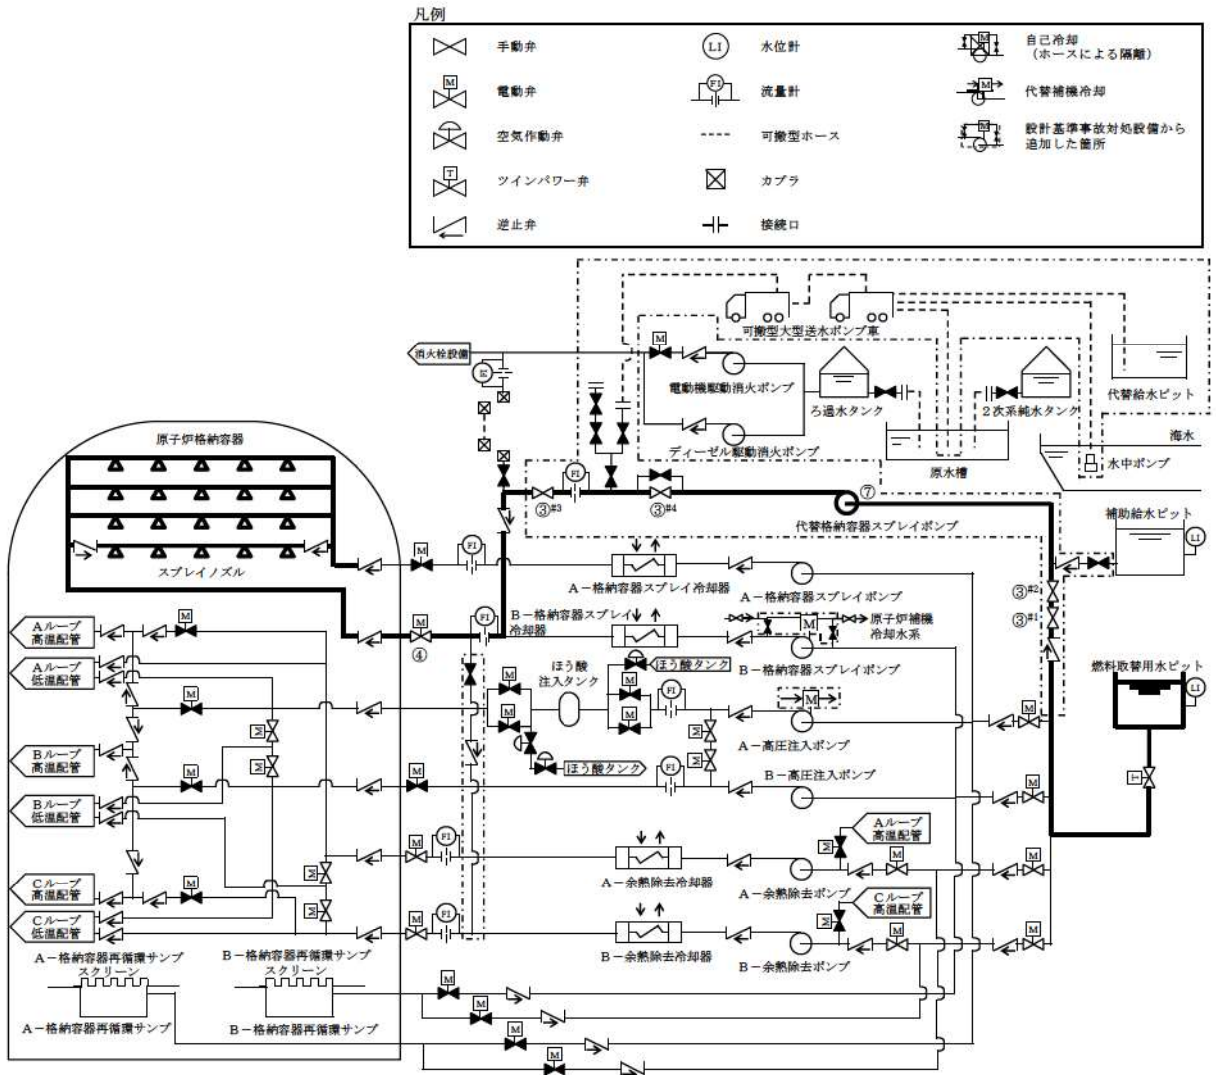 凡例
手動弁
電動弁
空気作動弁
ツインパワー弁
逆止弁
水位計
流量計
可搬型ホース
カプラ
接続口
自己冷却
（ホースによる隔離）
代替補機冷却
設計基準事故対処設備から
追加した箇所
M
T
LI
FI
M
M
M
可搬型大型送水ポンプ車
消火栓設備
FI
M
電動機駆動消火ポンプ
ディーゼル駆動消火ポンプ
ろ過水タンク
2次系純水タンク
代替給水ピット
原水槽
海水
水中ポンプ
補助給水ピット
LI
③#3
FI
③#4
⑦
代替格納容器スプレイポンプ
③#2
③#1
燃料取替用水ピット
LI
T
原子炉格納容器
スプレイノズル
M
FI
A－格納容器スプレイ冷却器
A－格納容器スプレイポンプ
B－格納容器スプレイ
冷却器
M
④
FI
M
原子炉補機
冷却水系
B－格納容器スプレイポンプ
Aループ
高温配管
M
Aループ
低温配管
M
ほう酸
注入タンク
ほう酸タンク
M
M
M
M
FI
M
A－高圧注入ポンプ
M
M
M
M
M
Bループ
高温配管
M
M
ほう酸タンク
FI
B－高圧注入ポンプ
M
Bループ
低温配管
M
FI
A－余熱除去冷却器
A－余熱除去ポンプ
Aループ
高温配管
M
M
M
M
M
Cループ
高温配管
M
Cループ
低温配管
M
FI
B－余熱除去冷却器
B－余熱除去ポンプ
Cループ
高温配管
M
M
M
A－格納容器再循環サンプ
スクリーン
B－格納容器再循環サンプ
スクリーン
A－格納容器再循環サンプ
B－格納容器再循環サンプ
M
M
M
M